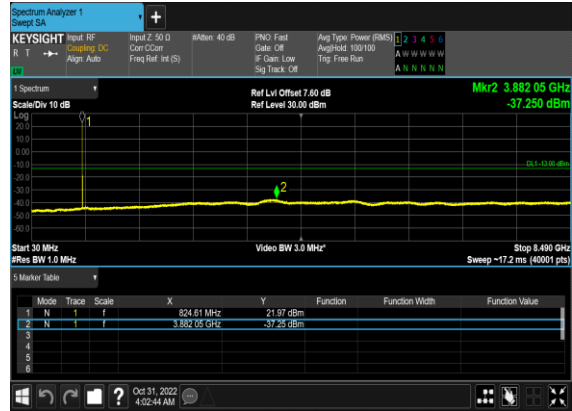 Spectrum Analyzer 1
Swept SA
+
KEYSIGHT Input: RF Input Z: 50 Ω #Atten: 40 dB PNO: Fast Avg Type: Power (RMS) 1 2 3 4 5 6
R T Coupling: DC Corr CCorr Gate: Off Avg|Hold: 100/100 A W W W W W
Align: Auto Freq Ref: Int (S) IF Gain: Low Trig: Free Run
Sig Track: Off A N N N N N
1 Spectrum Ref Lvl Offset 7.60 dB Mkr2 3.882 05 GHz
Scale/Div 10 dB Ref Level 30.00 dBm -37.250 dBm
Log
1
20.0
10.0
0.00
-10.0
DL1 -13.00 dBm
-20.0
-30.0
2
-40.0
-50.0
-60.0
Start 30 MHz Video BW 3.0 MHz* Stop 8.490 GHz
#Res BW 1.0 MHz Sweep ~17.2 ms (40001 pts)
5 Marker Table
Mode Trace Scale X Y Function Function Width Function Value
1 N 1 f 824.61 MHz 21.97 dBm
2 N 1 f 3.882 05 GHz -37.25 dBm
3
4
5
6
? Oct 31, 2022
4:02:44 AM